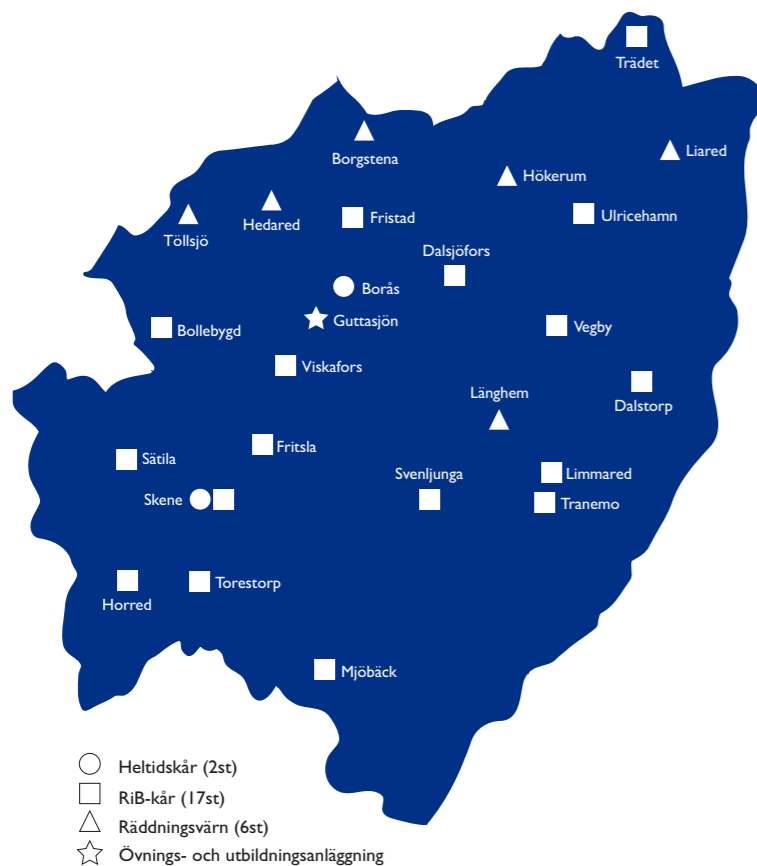 Trädet
Liared
Borgstena
Hökerum
Hedared
Fristad
Ulricehamn
Töllsjö
Dalsjöfors
Borås
Guttasjön
Bollebygd
Vegby
Viskafors
Länghem
Dalstorp
Fritsla
Sätila
Svenljunga
Limmared
Skene
Tranemo
Torestorp
Horred
Mjöbäck
Heltidskår (2st)
RiB-kår (17st)
Räddningsvärn (6st)
Övnings- och utbildningsanläggning